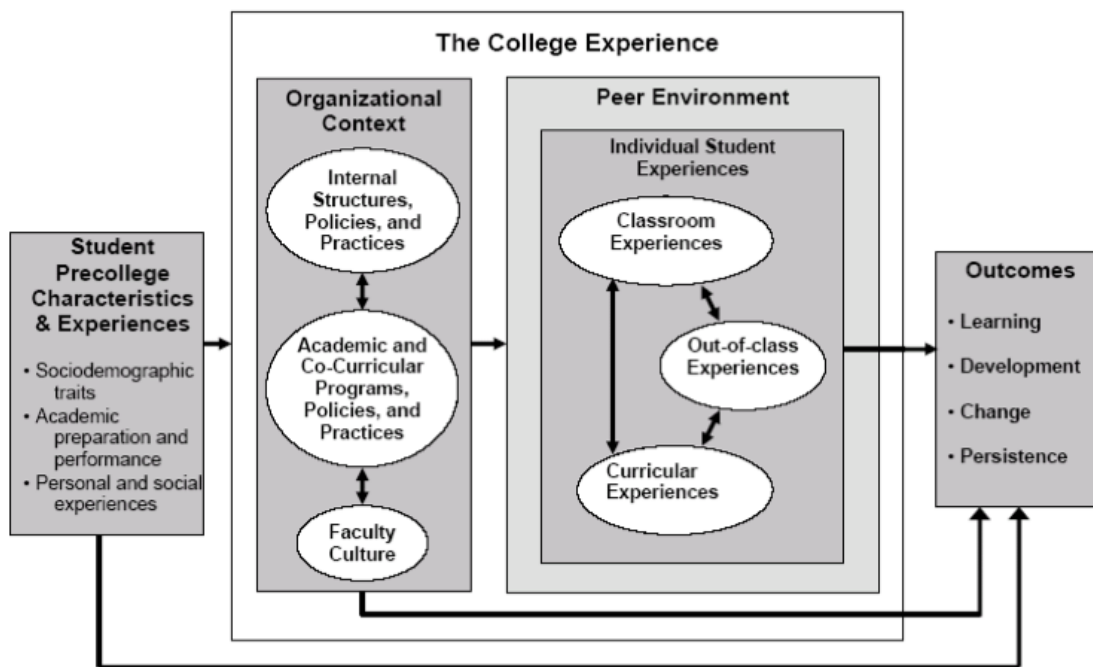 The College Experience
Organizational
Context
Internal
Structures,
Policies, and
Practices
Academic and
Co-Curricular
Programs,
Policies, and
Practices
Faculty
Culture
Peer Environment
Individual Student
Experiences
Classroom
Experiences
Out-of-class
Experiences
Curricular
Experiences
Student
Precollege
Characteristics
& Experiences
• Sociodemographic
traits
• Academic
preparation and
performance
• Personal and social
experiences
Outcomes
• Learning
• Development
• Change
• Persistence